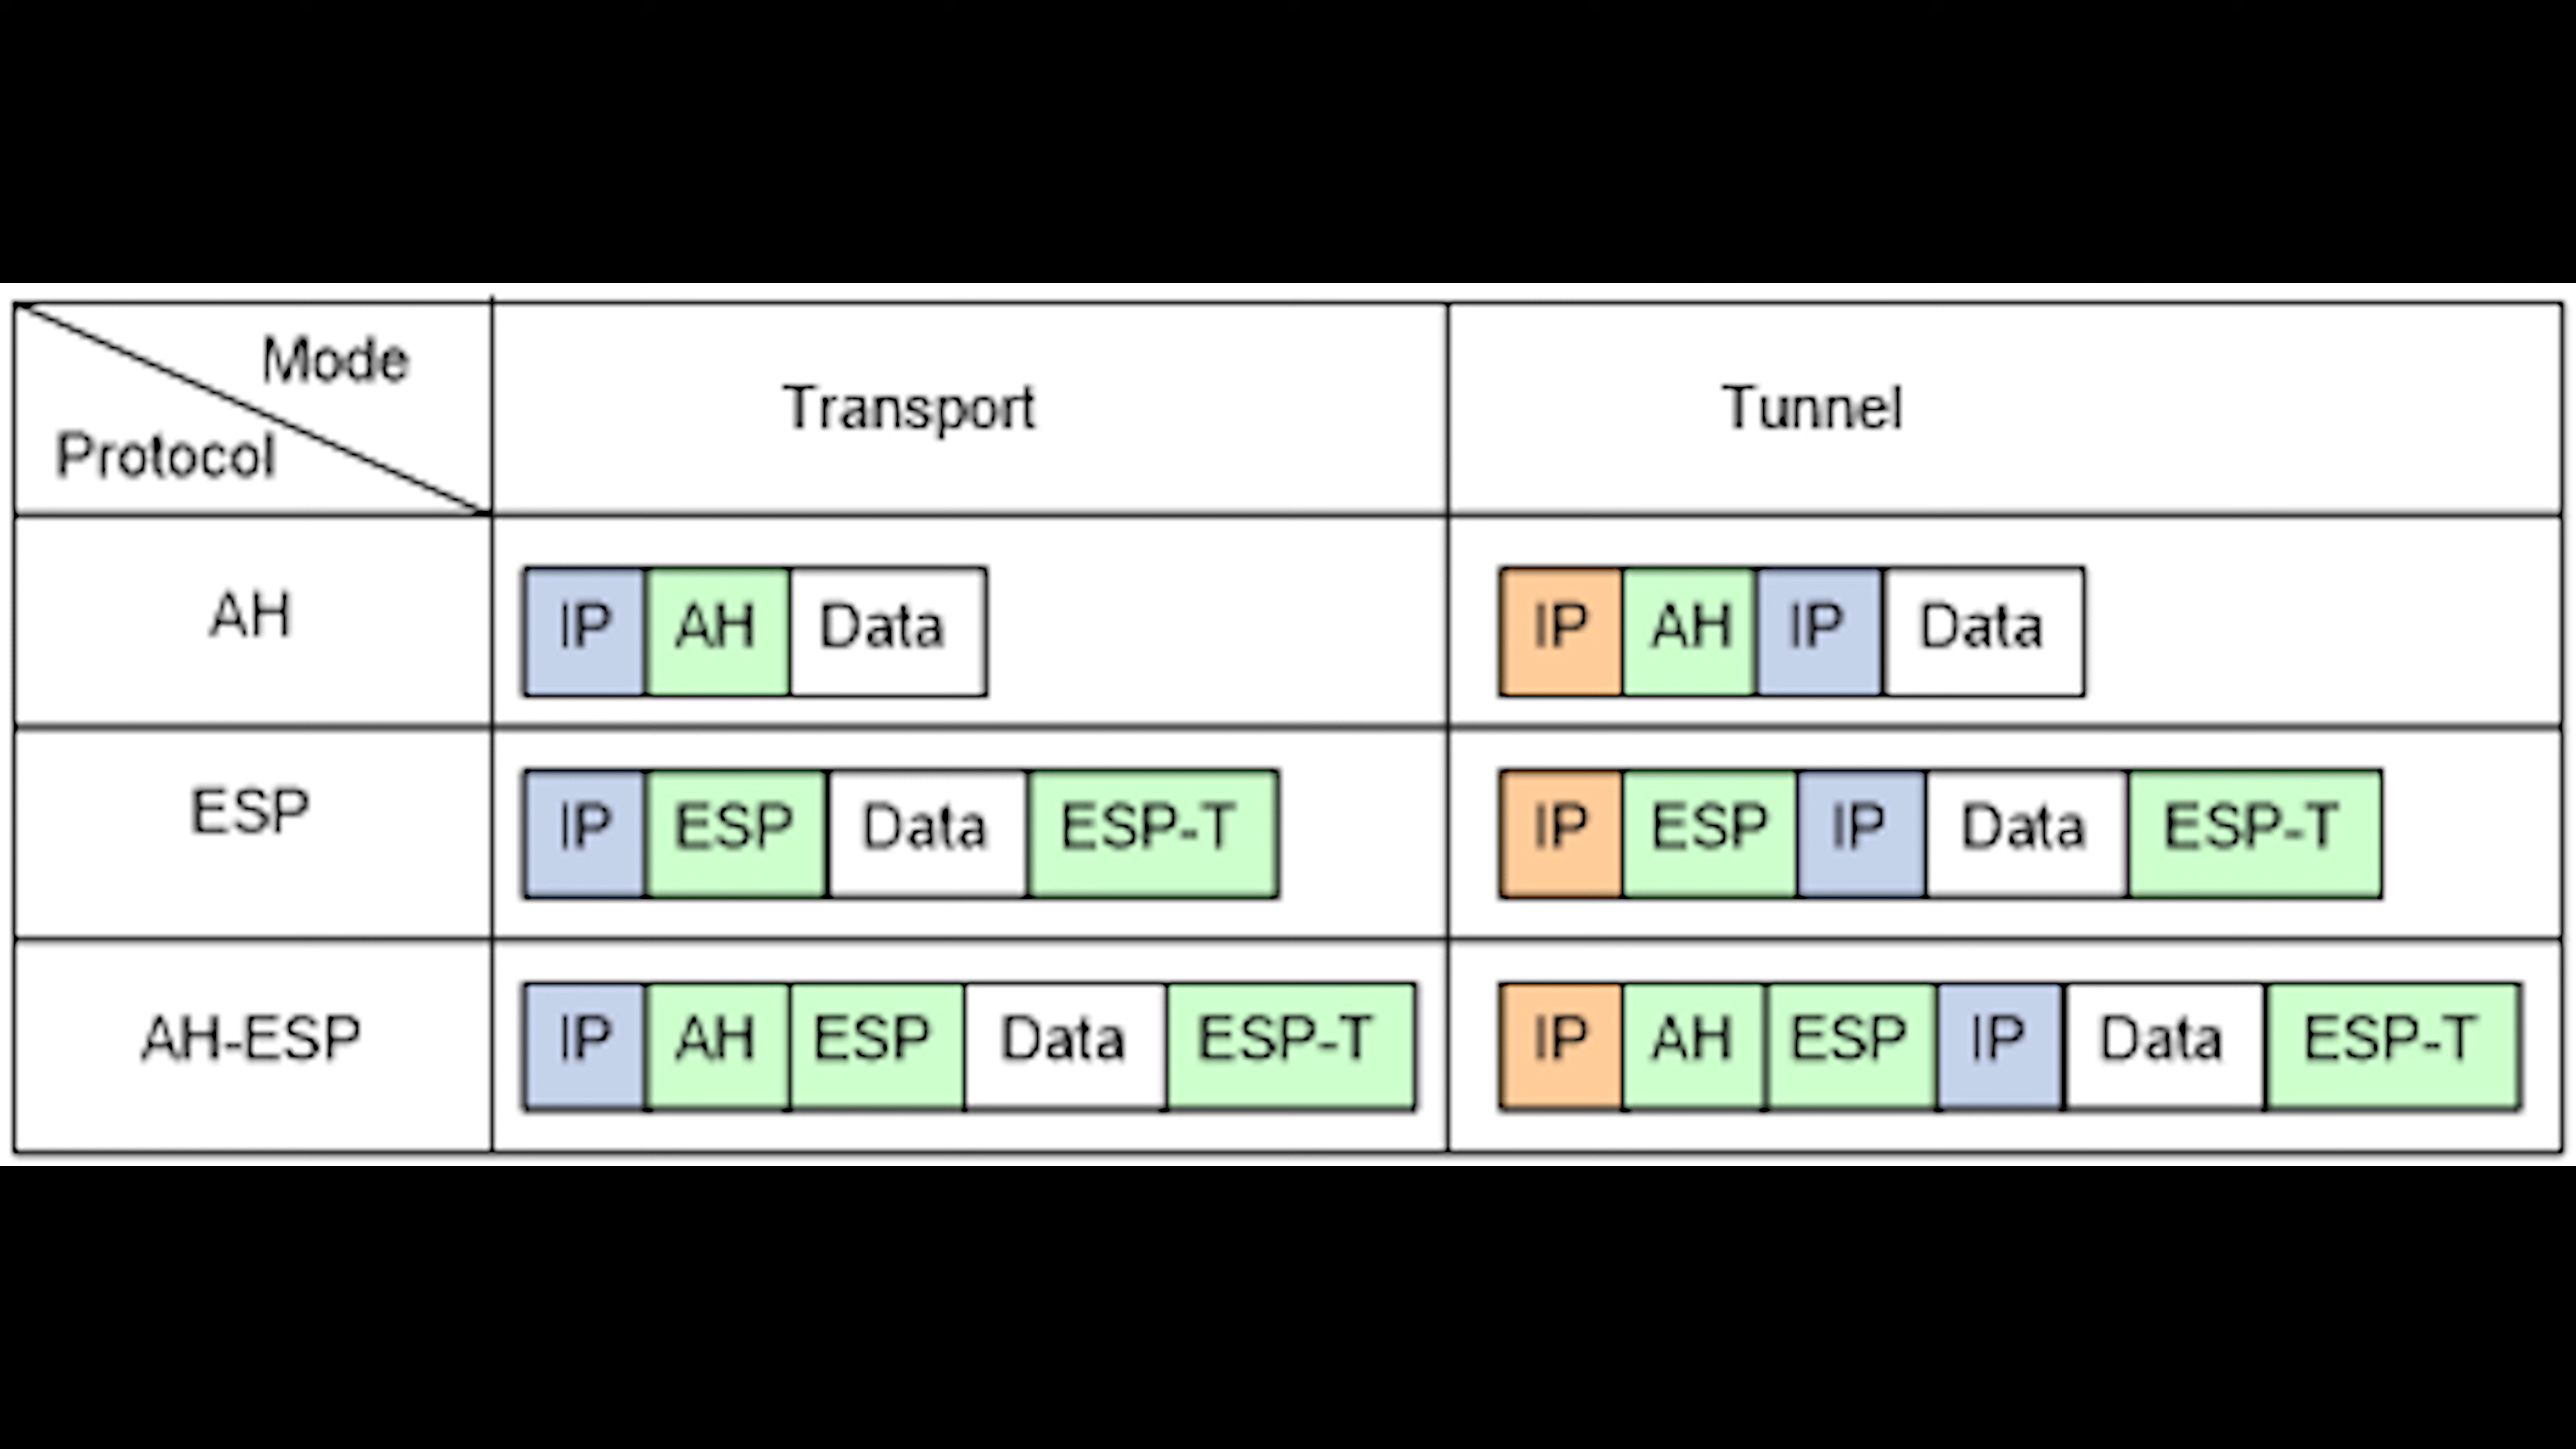 Mode
Protocol
Transport
Tunnel
AH
IP AH Data
IP AH IP Data
ESP
IP ESP Data ESP-T
IP ESP IP Data ESP-T
AH-ESP
IP AH ESP Data ESP-T
IP AH ESP IP Data ESP-T